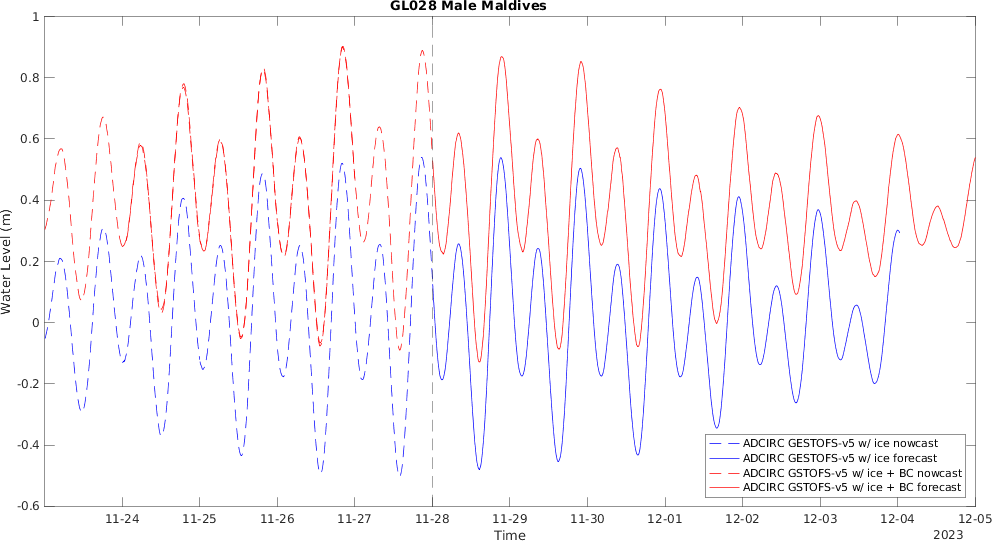 GL028 Male Maldives
Water Level (m)
1
0.8
0.6
0.4
0.2
0
-0.2
-0.4
-0.6
ADCIRC GESTOFS-v5 w/ ice nowcast
ADCIRC GESTOFS-v5 w/ ice forecast
ADCIRC GSTOFS-v5 w/ ice + BC nowcast
ADCIRC GSTOFS-v5 w/ ice + BC forecast
11-24 11-25 11-26 11-27 11-28 11-29 11-30 12-01 12-02 12-03 12-04 12-05
Time
2023